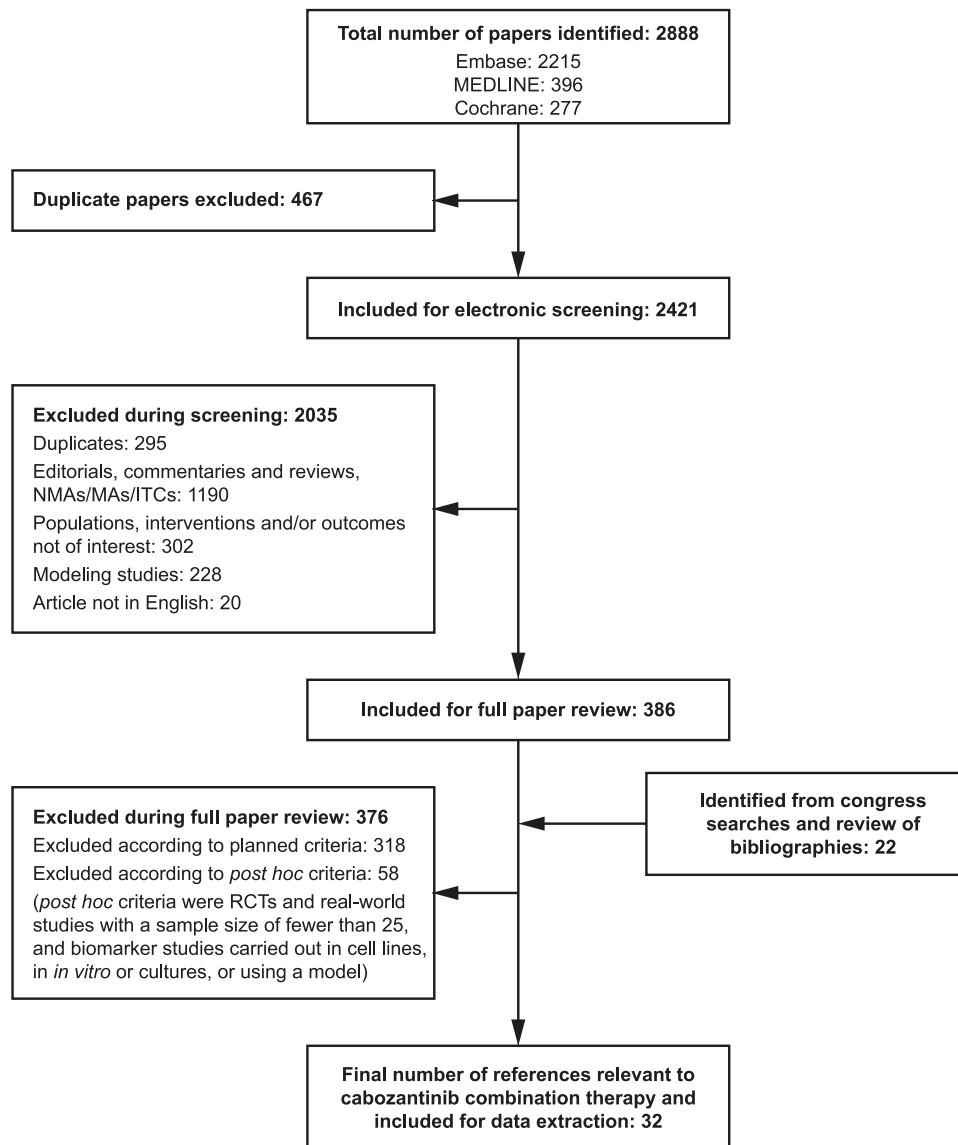 Total number of papers identified: 2888
Embase: 2215
MEDLINE: 396
Cochrane: 277
Duplicate papers excluded: 467
Included for electronic screening: 2421
Excluded during screening: 2035
Duplicates: 295
Editorials, commentaries and reviews,
NMAs/MAs/ITCs: 1190
Populations, interventions and/or outcomes
not of interest: 302
Modeling studies: 228
Article not in English: 20
Included for full paper review: 386
Identified from congress
searches and review of
bibliographies: 22
Excluded during full paper review: 376
Excluded according to planned criteria: 318
Excluded according to post hoc criteria: 58
(post hoc criteria were RCTs and real-world
studies with a sample size of fewer than 25,
and biomarker studies carried out in cell lines,
in in vitro or cultures, or using a model)
Final number of references relevant to
cabozantinib combination therapy and
included for data extraction: 32